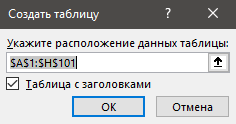 Создать таблицу
?
×
Укажите расположение данных таблицы:
$A$1:$H$101
Таблица с заголовками
ОК
Отмена